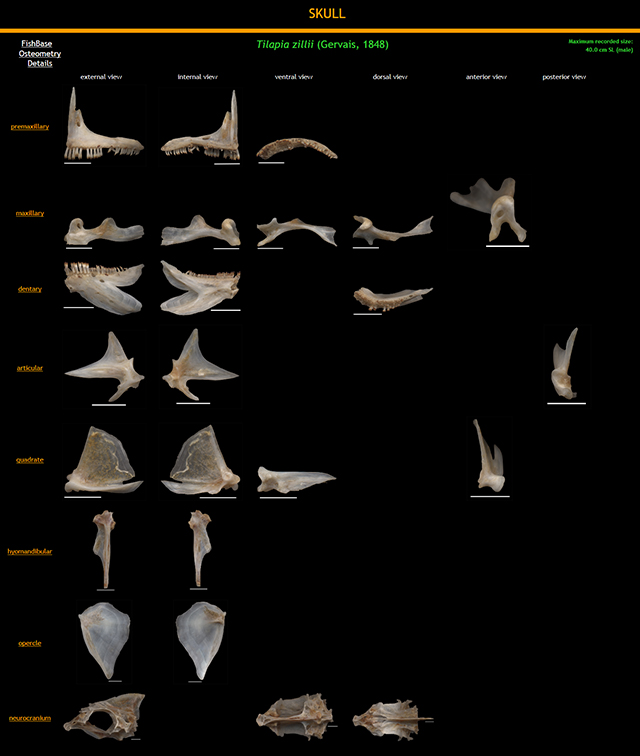 SKULL
FishBase
Osteometry
Details
Tilapia zillii (Gervais, 1848)
Maximum recorded size:
40.0 cm SL (male)
external view
internal view
ventral view
dorsal view
anterior view
posterior view
premaxillary
maxillary
dentary
articular
quadrate
hyomandibular
opercle
neurocranium